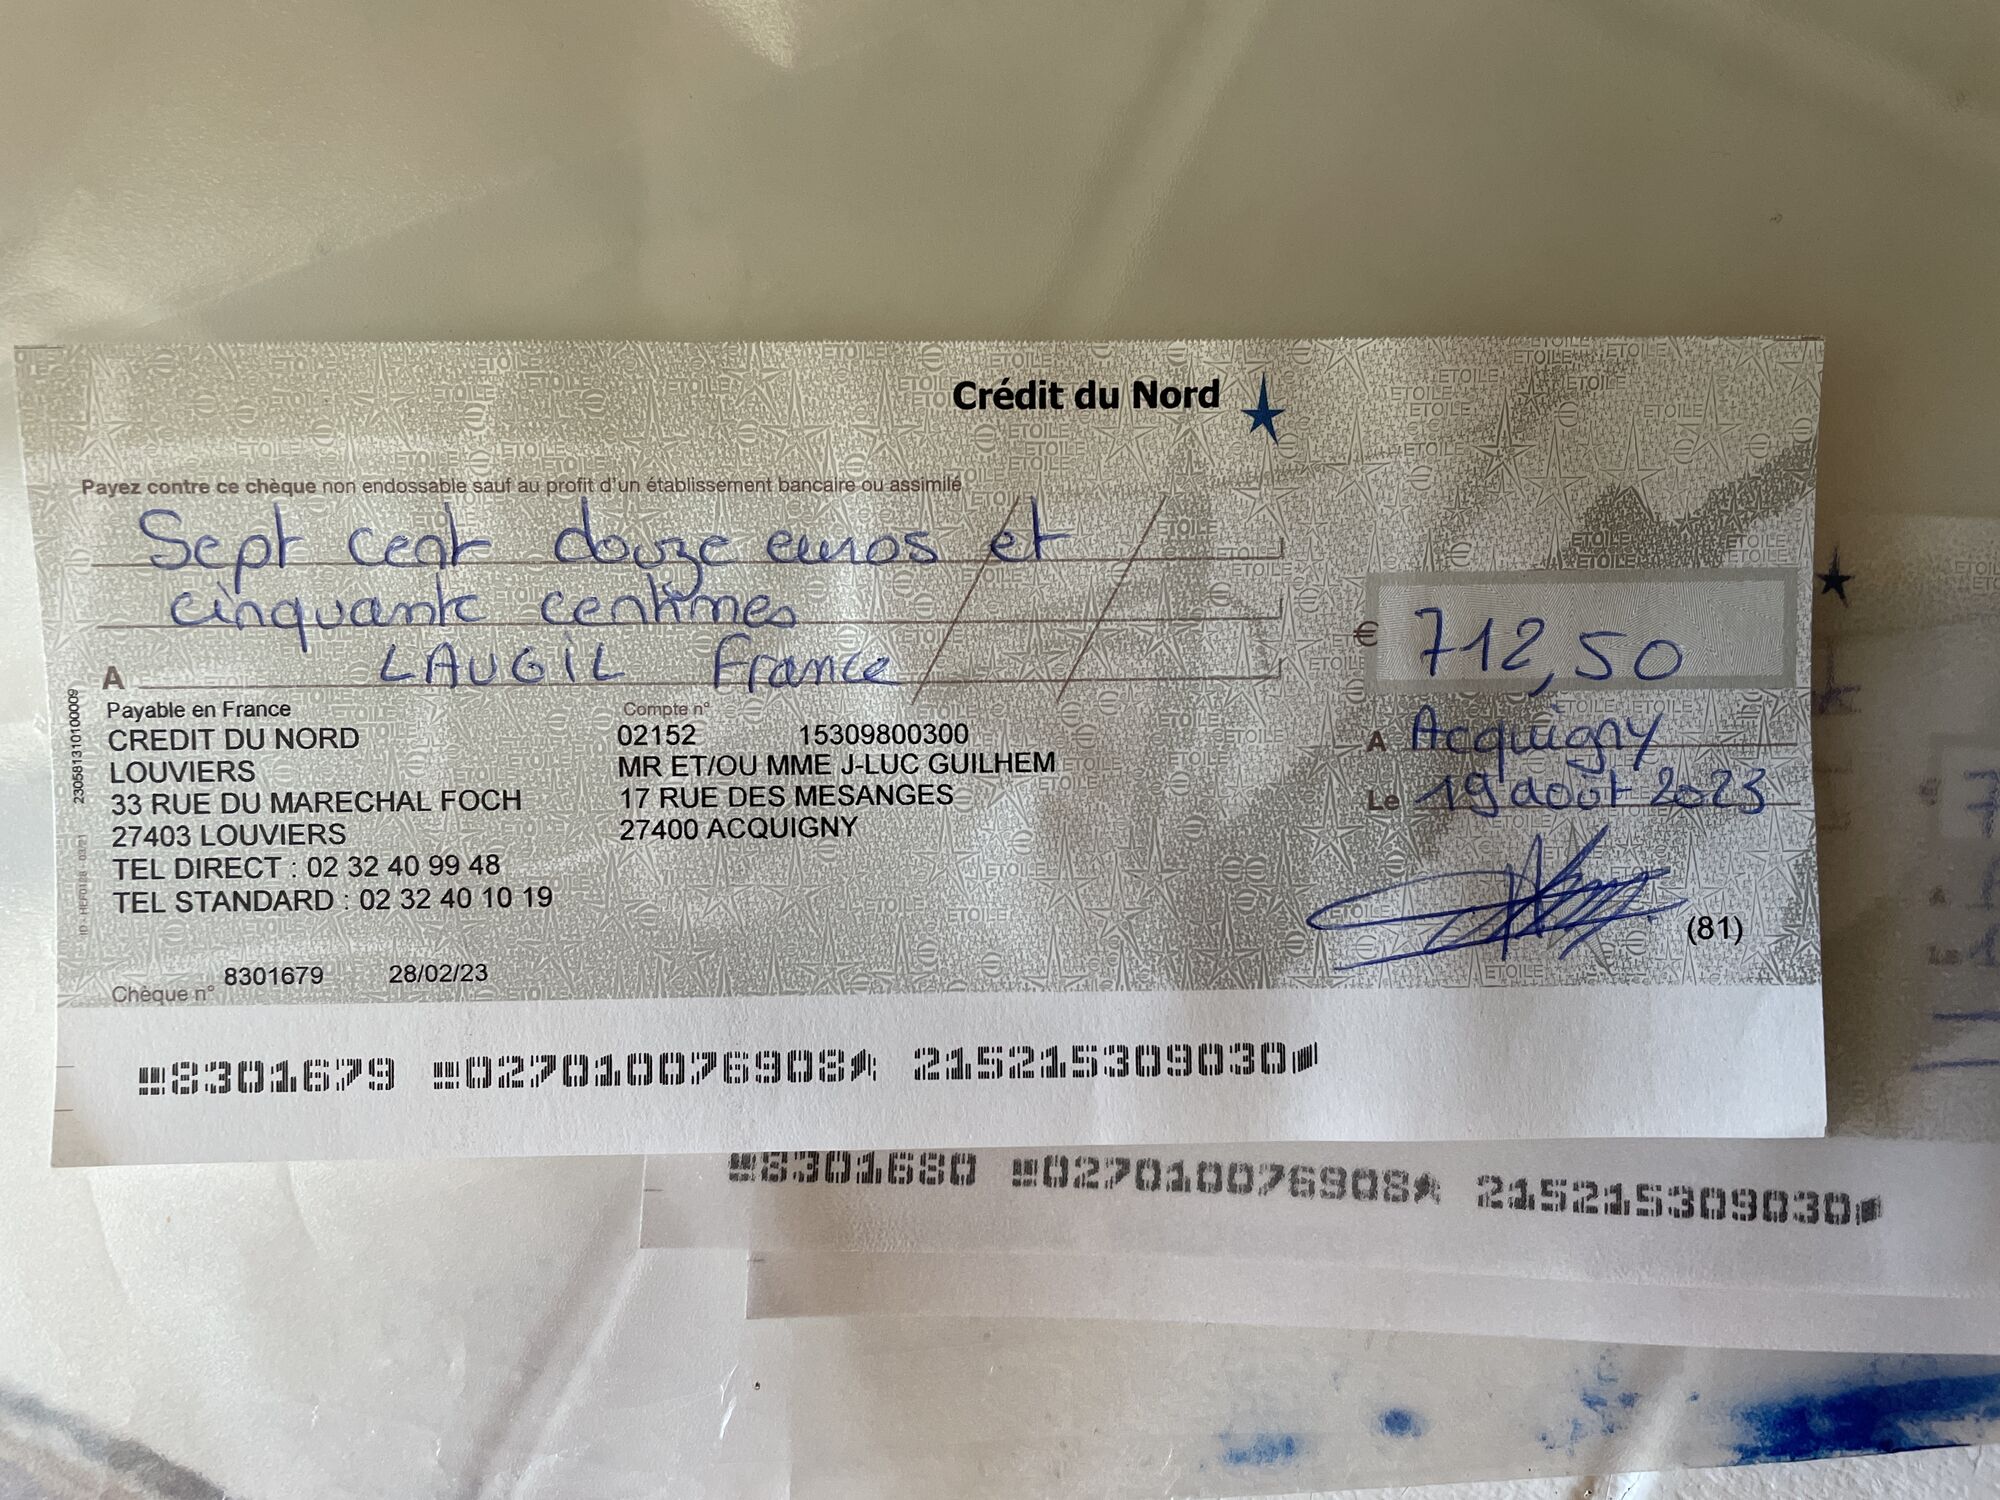 Crédit du Nord
Payez contre ce chèque non endossable sauf au profit d'un établissement bancaire ou assimilé
Sept cent douze euros et
cinquante centimes
€ 712,50
A LAUGIL France
Payable en France
CREDIT DU NORD
LOUVIERS
33 RUE DU MARECHAL FOCH
27403 LOUVIERS
TEL DIRECT : 02 32 40 99 48
TEL STANDARD : 02 32 40 10 19
Compte n°
02152 15309800300
MR ET/OU MME J-LUC GUILHEM
17 RUE DES MESANGES
27400 ACQUIGNY
A Acquigny
Le 19 août 2023
(81)
Chèque n° 8301679 28/02/23
8301679 027010076908 215215309030
8301680 027010076908 215215309030